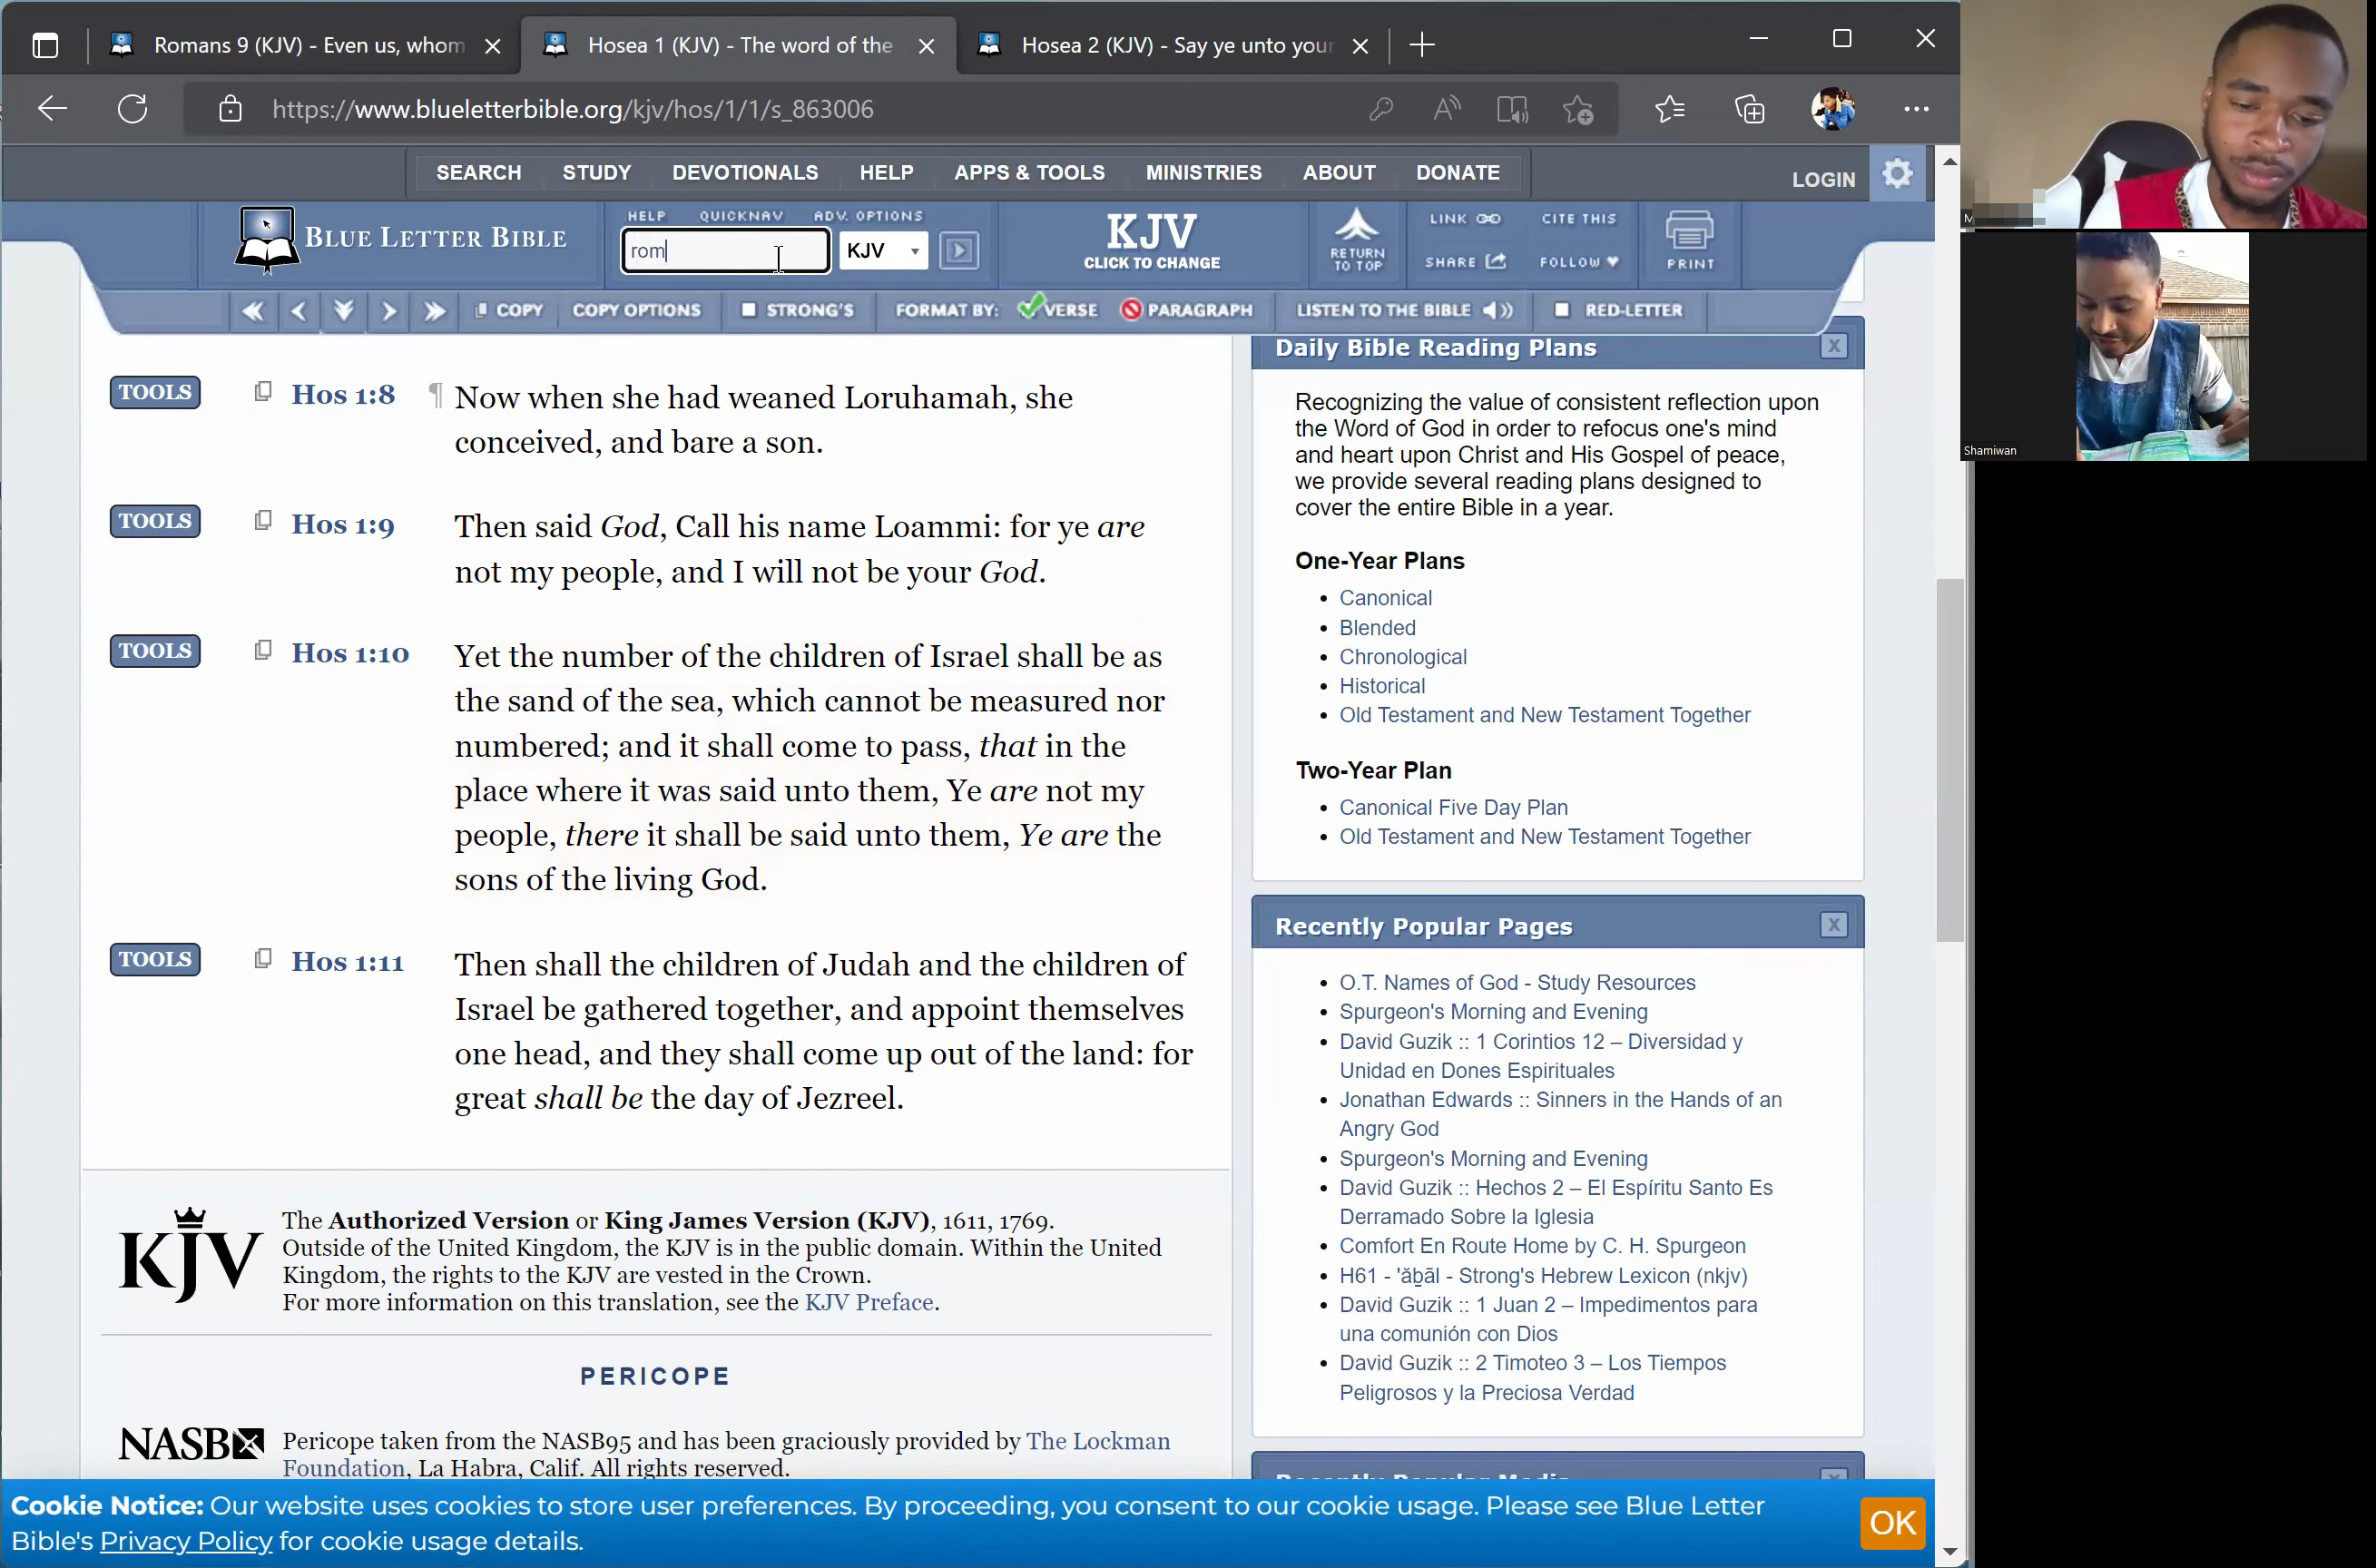 Romans 9 (KJV) - Even us, whom
Hosea 1 (KJV) - The word of the
Hosea 2 (KJV) - Say ye unto your
https://www.blueletterbible.org/kjv/hos/1/1/s_863006
SEARCH STUDY DEVOTIONALS HELP APPS & TOOLS MINISTRIES ABOUT DONATE
LOGIN
BLUE LETTER BIBLE
HELP QUICKNAV ADV. OPTIONS
rom
KJV
KJV
CLICK TO CHANGE
RETURN
TO TOP
LINK
CITE THIS
SHARE
FOLLOW
PRINT
COPY COPY OPTIONS STRONG'S FORMAT BY: VERSE PARAGRAPH LISTEN TO THE BIBLE RED-LETTER
TOOLS Hos 1:8 ¶ Now when she had weaned Loruhamah, she
conceived, and bare a son.
TOOLS Hos 1:9 Then said God, Call his name Loammi: for ye are
not my people, and I will not be your God.
TOOLS Hos 1:10 Yet the number of the children of Israel shall be as
the sand of the sea, which cannot be measured nor
numbered; and it shall come to pass, that in the
place where it was said unto them, Ye are not my
people, there it shall be said unto them, Ye are the
sons of the living God.
TOOLS Hos 1:11 Then shall the children of Judah and the children of
Israel be gathered together, and appoint themselves
one head, and they shall come up out of the land: for
great shall be the day of Jezreel.
KJV
The Authorized Version or King James Version (KJV), 1611, 1769.
Outside of the United Kingdom, the KJV is in the public domain. Within the United
Kingdom, the rights to the KJV are vested in the Crown.
For more information on this translation, see the KJV Preface.
PERICOPE
NASB
Pericope taken from the NASB95 and has been graciously provided by The Lockman
Foundation, La Habra, Calif. All rights reserved.
Daily Bible Reading Plans
X
Recognizing the value of consistent reflection upon
the Word of God in order to refocus one's mind
and heart upon Christ and His Gospel of peace,
we provide several reading plans designed to
cover the entire Bible in a year.
One-Year Plans
• Canonical
• Blended
• Chronological
• Historical
• Old Testament and New Testament Together
Two-Year Plan
• Canonical Five Day Plan
• Old Testament and New Testament Together
Recently Popular Pages
X
• O.T. Names of God - Study Resources
• Spurgeon's Morning and Evening
• David Guzik :: 1 Corintios 12 – Diversidad y
Unidad en Dones Espirituales
• Jonathan Edwards :: Sinners in the Hands of an
Angry God
• Spurgeon's Morning and Evening
• David Guzik :: Hechos 2 – El Espíritu Santo Es
Derramado Sobre la Iglesia
• Comfort En Route Home by C. H. Spurgeon
• H61 - 'ăḇāl - Strong's Hebrew Lexicon (nkjv)
• David Guzik :: 1 Juan 2 – Impedimentos para
una comunión con Dios
• David Guzik :: 2 Timoteo 3 – Los Tiempos
Peligrosos y la Preciosa Verdad
Recently Popular Media
Cookie Notice: Our website uses cookies to store user preferences. By proceeding, you consent to our cookie usage. Please see Blue Letter
Bible's Privacy Policy for cookie usage details.
OK
M
Shamiwan